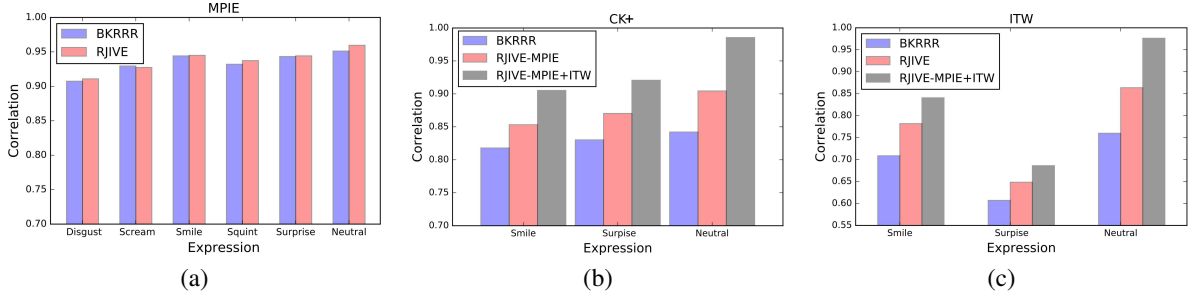 MPIE
1.00
0.95
0.90
0.85
0.80
0.75
0.70
Correlation
BKRRR
RJIVE
Disgust Scream Smile Squint Surprise Neutral
Expression
(a)
CK+
1.00
0.95
0.90
0.85
0.80
0.75
0.70
Correlation
BKRRR
RJIVE-MPIE
RJIVE-MPIE+ITW
Smile Surpise Neutral
Expression
(b)
ITW
1.00
0.95
0.90
0.85
0.80
0.75
0.70
0.65
0.60
0.55
Correlation
BKRRR
RJIVE
RJIVE-MPIE+ITW
Smile Surpise Neutral
Expression
(c)